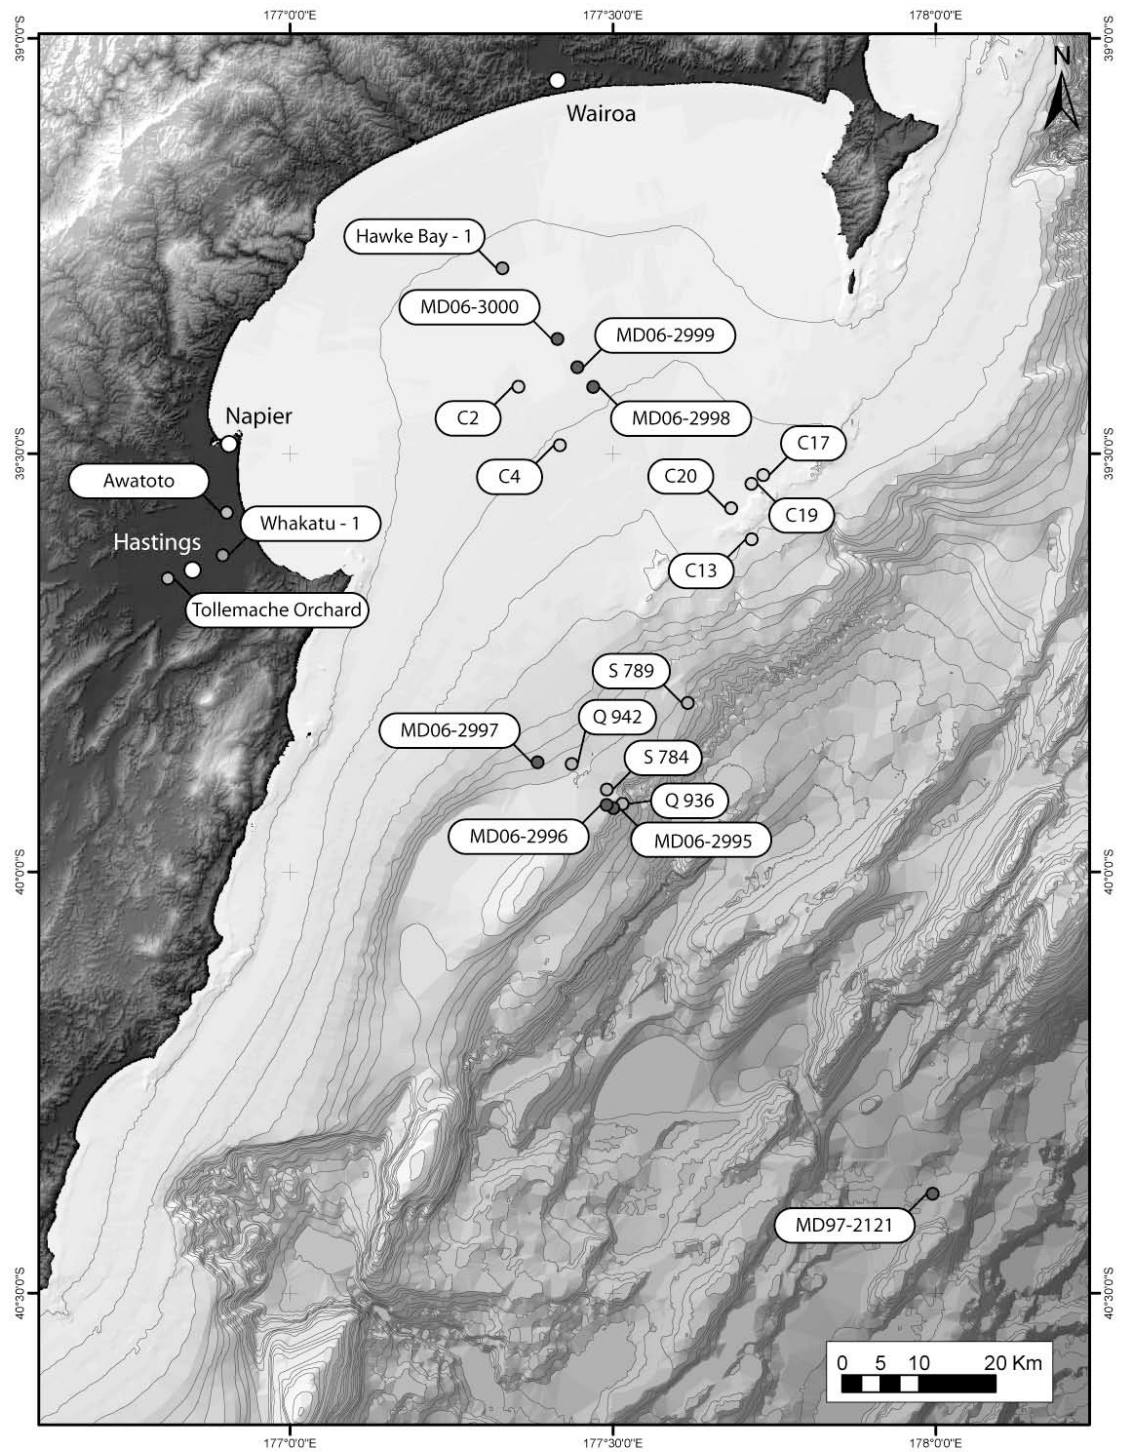 177°0'0"E
177°30'0"E
178°0'0"E
39°0'0"S
39°0'0"S
N
Wairoa
Hawke Bay - 1
MD06-3000
MD06-2999
C2
MD06-2998
Napier
C17
39°30'0"S
39°30'0"S
C4
C20
Awatoto
C19
Whakatu - 1
Hastings
C13
Tollemache Orchard
S 789
Q 942
MD06-2997
S 784
Q 936
MD06-2996
MD06-2995
40°0'0"S
40°0'0"S
MD97-2121
40°30'0"S
40°30'0"S
0 5 10 20 Km
177°0'0"E
177°30'0"E
178°0'0"E